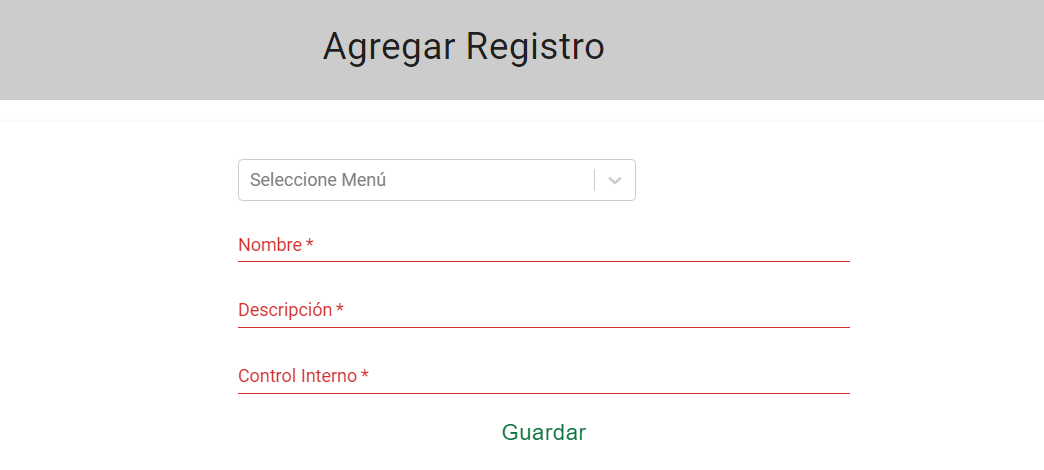 Agregar Registro
Seleccione Menú
Nombre *
Descripción *
Control Interno *
Guardar